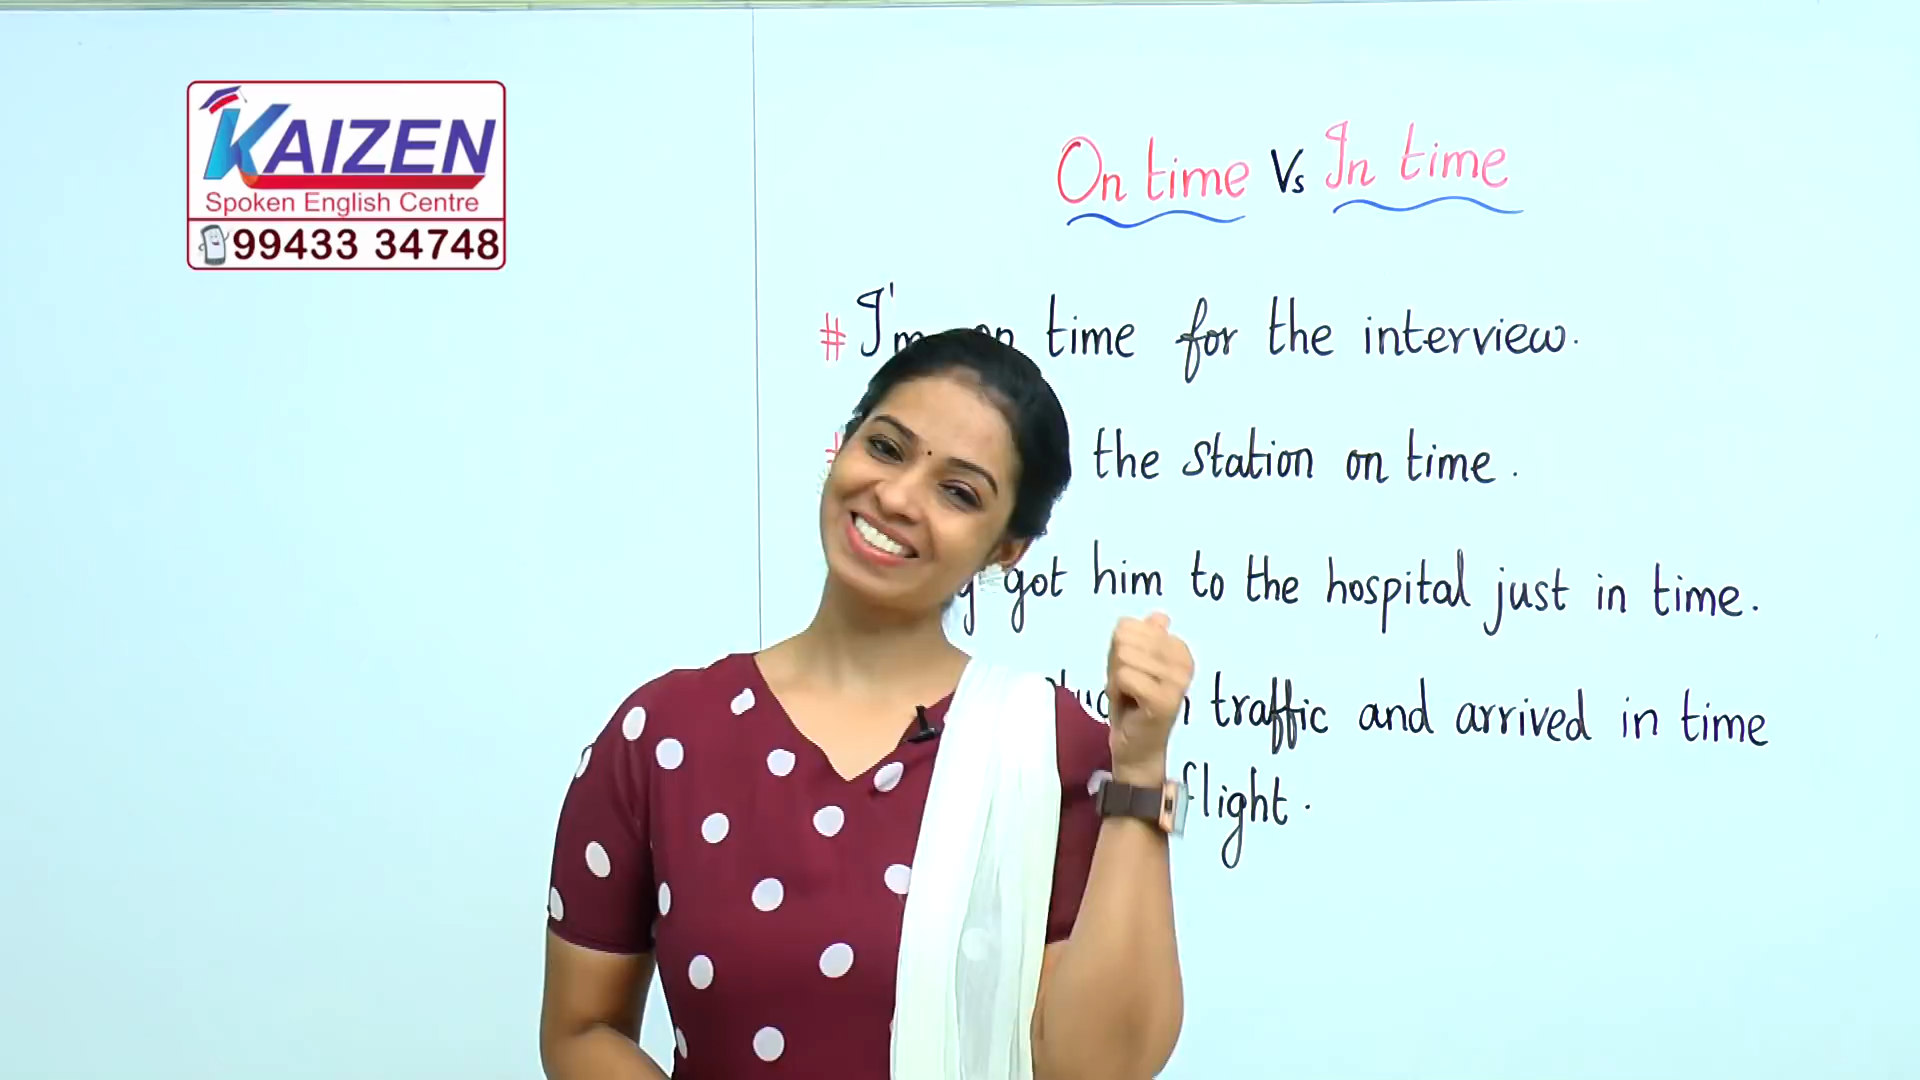 KAIZEN
Spoken English Centre
99433 34748
On time Vs In time
# I'm on time for the interview.
# the station on time.
got him to the hospital just in time.
traffic and arrived in time
flight.